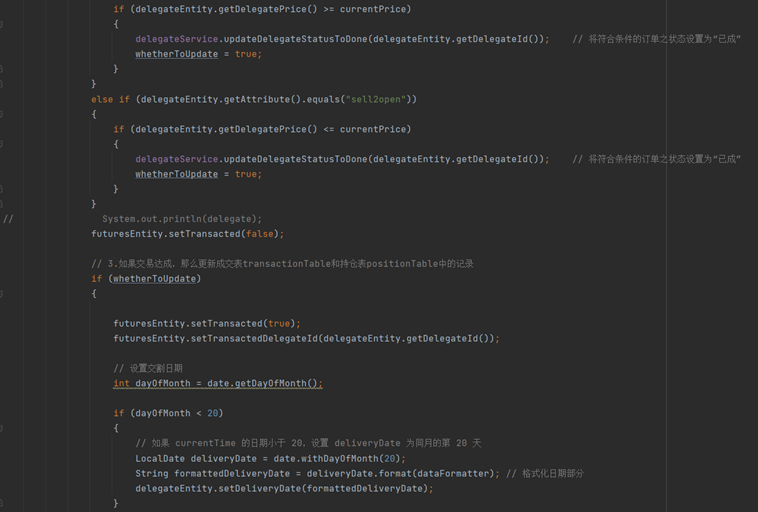 if (delegateEntity.getDelegatePrice() >= currentPrice)
{
delegateService.updateDelegateStatusToDone(delegateEntity.getDelegateId()); // 将符合条件的订单之状态设置为“已成”
whetherToUpdate = true;
}
}
else if (delegateEntity.getAttribute().equals("sell2open"))
{
if (delegateEntity.getDelegatePrice() <= currentPrice)
{
delegateService.updateDelegateStatusToDone(delegateEntity.getDelegateId()); // 将符合条件的订单之状态设置为“已成”
whetherToUpdate = true;
}
}
// System.out.println(delegate);
futuresEntity.setTransacted(false);
// 3.如果交易达成，那么更新成交表transactionTable和持仓表positionTable中的记录
if (whetherToUpdate)
{
futuresEntity.setTransacted(true);
futuresEntity.setTransactedDelegateId(delegateEntity.getDelegateId());
// 设置交割日期
int dayOfMonth = date.getDayOfMonth();
if (dayOfMonth < 20)
{
// 如果 currentTime 的日期小于 20，设置 deliveryDate 为同月的第 20 天
LocalDate deliveryDate = date.withDayOfMonth(20);
String formattedDeliveryDate = deliveryDate.format(dataFormatter); // 格式化日期部分
delegateEntity.setDeliveryDate(formattedDeliveryDate);
}